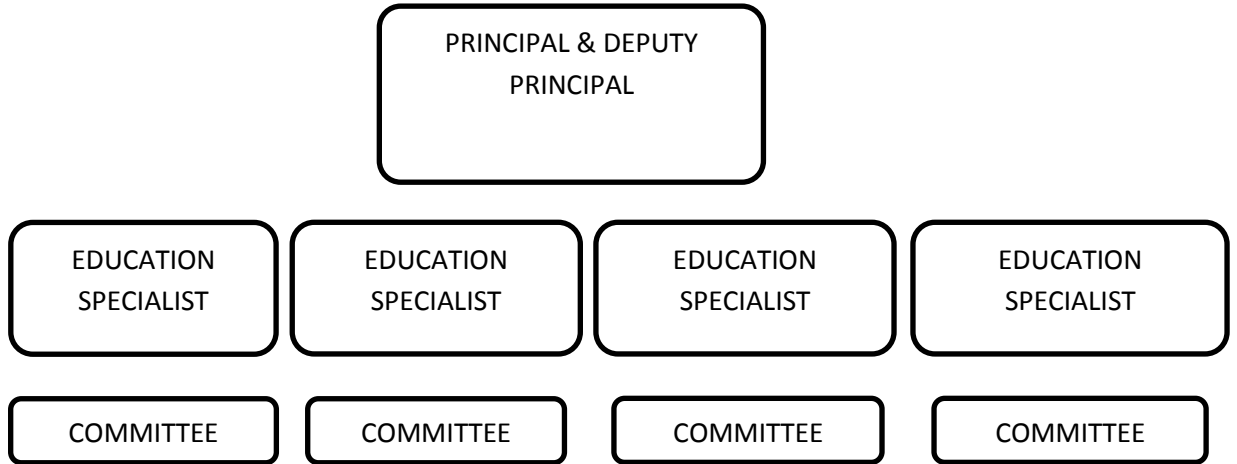 PRINCIPAL & DEPUTY
PRINCIPAL
EDUCATION
SPECIALIST
EDUCATION
SPECIALIST
EDUCATION
SPECIALIST
EDUCATION
SPECIALIST
COMMITTEE
COMMITTEE
COMMITTEE
COMMITTEE